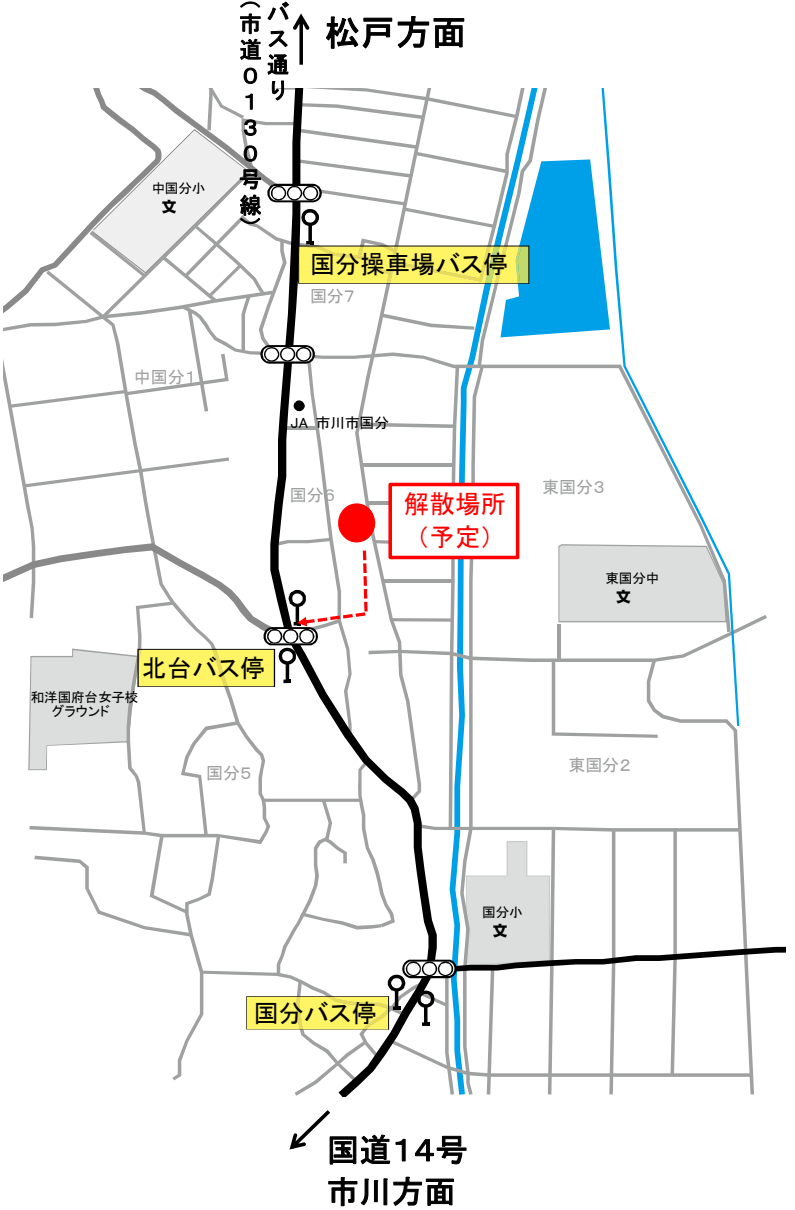 松戸方面
バス通り
（市道０１３０号線）
中国分小
文
国分操車場バス停
国分7
中国分1
JA 市川市国分
国分6
解散場所
（予定）
東国分3
東国分中
文
北台バス停
和洋国府台女子校
グラウンド
国分5
東国分2
国分小
文
国分バス停
国道14号
市川方面